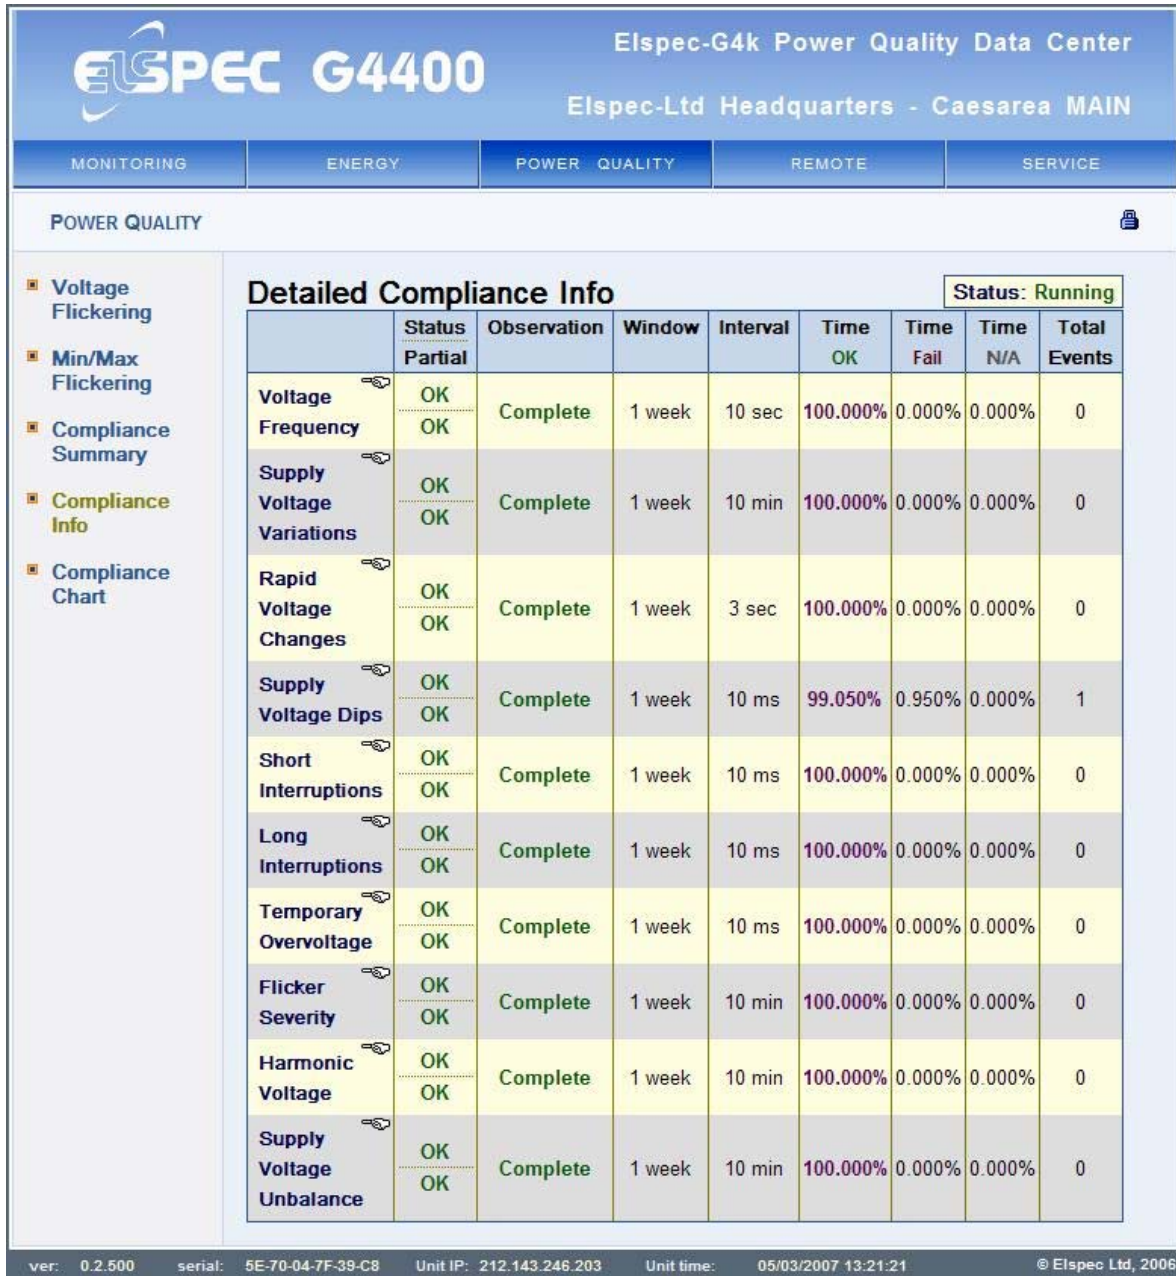 ELSPEC G4400
Elspec-G4k Power Quality Data Center
Elspec-Ltd Headquarters - Caesarea MAIN
MONITORING ENERGY POWER QUALITY REMOTE SERVICE
POWER QUALITY
Voltage
Flickering
Min/Max
Flickering
Compliance
Summary
Compliance
Info
Compliance
Chart
Detailed Compliance Info
Status: Running
Status Observation Window Interval Time Time Time Total
Partial OK Fail N/A Events
Voltage
Frequency
OK
OK
Complete 1 week 10 sec 100.000% 0.000% 0.000% 0
Supply
Voltage
Variations
OK
OK
Complete 1 week 10 min 100.000% 0.000% 0.000% 0
Rapid
Voltage
Changes
OK
OK
Complete 1 week 3 sec 100.000% 0.000% 0.000% 0
Supply
Voltage Dips
OK
OK
Complete 1 week 10 ms 99.050% 0.950% 0.000% 1
Short
Interruptions
OK
OK
Complete 1 week 10 ms 100.000% 0.000% 0.000% 0
Long
Interruptions
OK
OK
Complete 1 week 10 ms 100.000% 0.000% 0.000% 0
Temporary
Overvoltage
OK
OK
Complete 1 week 10 ms 100.000% 0.000% 0.000% 0
Flicker
Severity
OK
OK
Complete 1 week 10 min 100.000% 0.000% 0.000% 0
Harmonic
Voltage
OK
OK
Complete 1 week 10 min 100.000% 0.000% 0.000% 0
Supply
Voltage
Unbalance
OK
OK
Complete 1 week 10 min 100.000% 0.000% 0.000% 0
ver: 0.2.500 serial: 5E-70-04-7F-39-C8 Unit IP: 212.143.246.203 Unit time: 05/03/2007 13:21:21 © Elspec Ltd, 2006